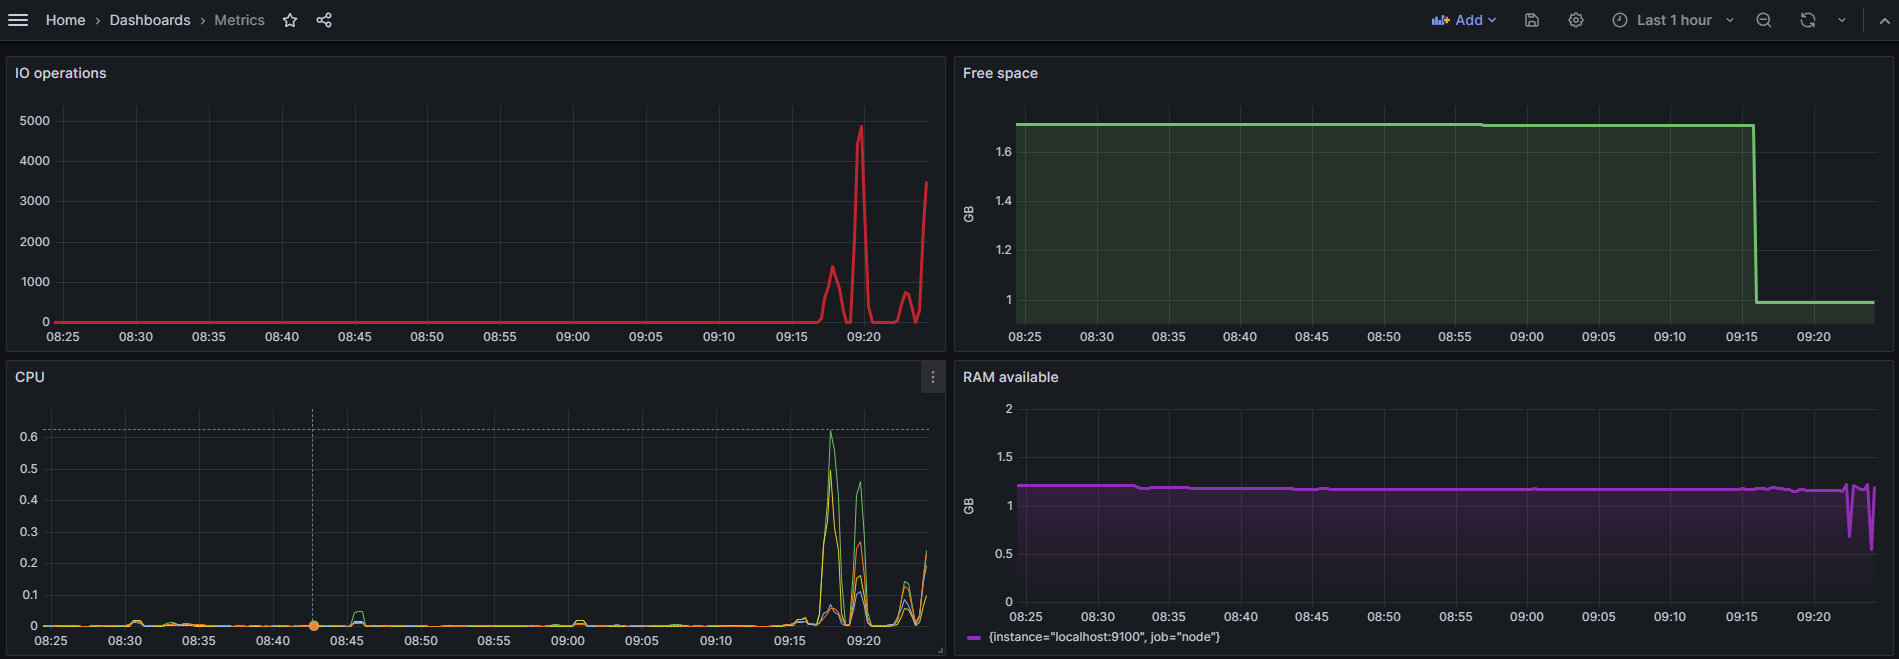 Home › Dashboards › Metrics
Add
Last 1 hour
IO operations
5000
4000
3000
2000
1000
0
08:25 08:30 08:35 08:40 08:45 08:50 08:55 09:00 09:05 09:10 09:15 09:20
Free space
GB
1.6
1.4
1.2
1
08:25 08:30 08:35 08:40 08:45 08:50 08:55 09:00 09:05 09:10 09:15 09:20
CPU
0.6
0.5
0.4
0.3
0.2
0.1
0
08:25 08:30 08:35 08:40 08:45 08:50 08:55 09:00 09:05 09:10 09:15 09:20
RAM available
GB
2
1.5
1
0.5
0
08:25 08:30 08:35 08:40 08:45 08:50 08:55 09:00 09:05 09:10 09:15 09:20
{instance="localhost:9100", job="node"}